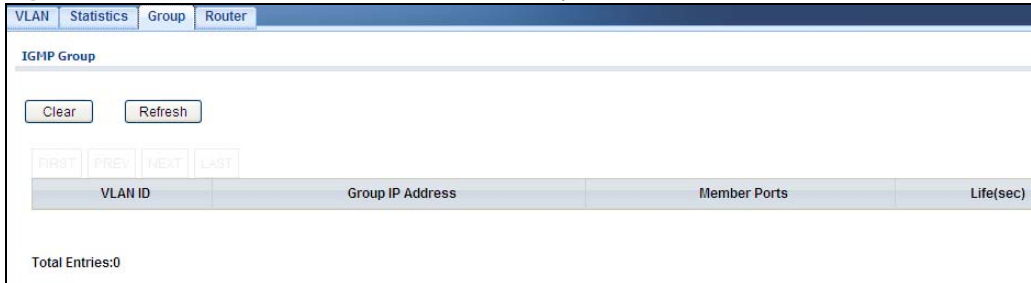 VLAN Statistics Group Router
IGMP Group
Clear Refresh
FIRST PREV. NEXT LAST
VLAN ID Group IP Address Member Ports Life(sec)
Total Entries:0